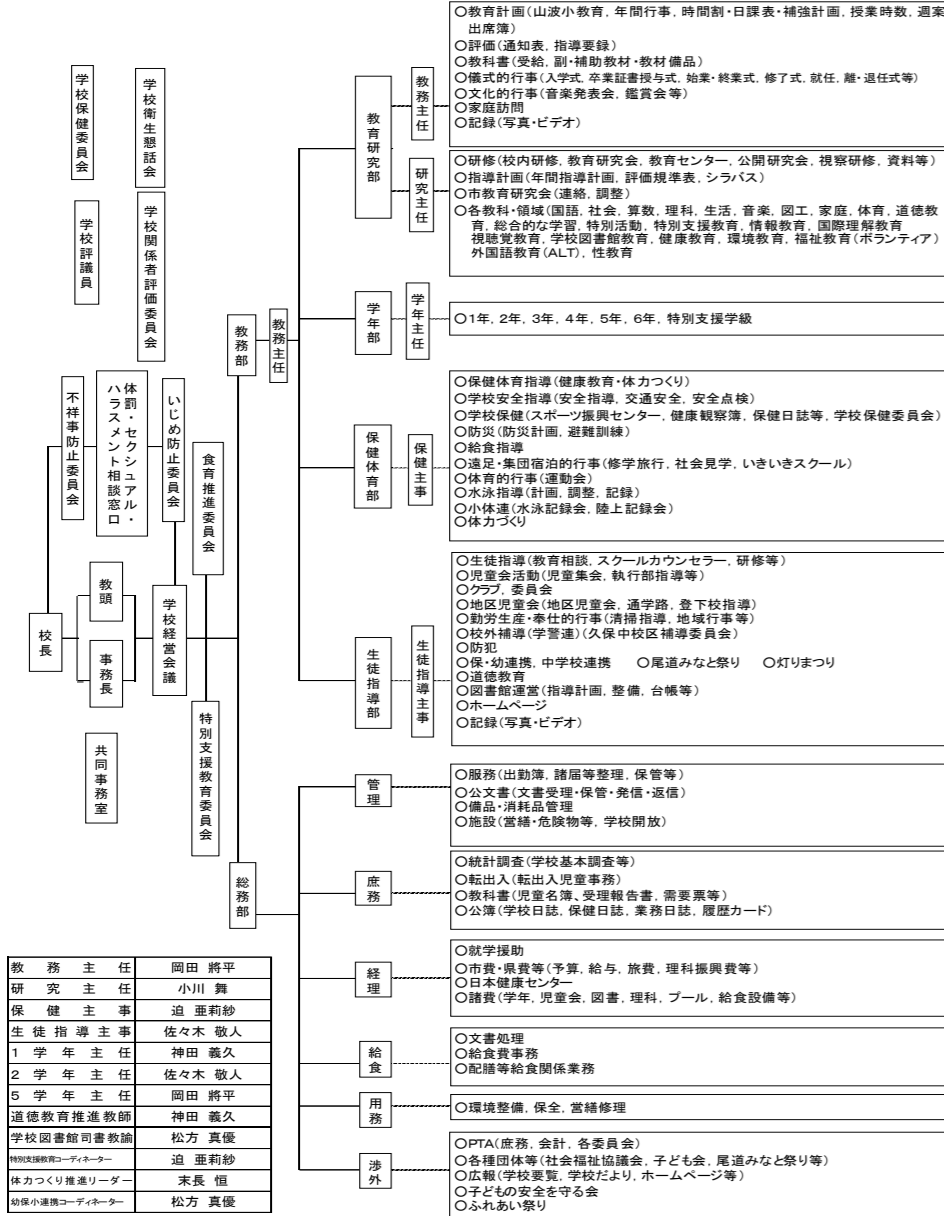 学校保健委員会
学校衛生懇話会
学校評議員
学校関係者評価委員会
不祥事防止委員会
体罰・セクシュアル・
ハラスメント相談窓口
いじめ防止委員会
食育推進委員会
校長
教頭
事務長
学校経営会議
共同事務室
特別支援教育委員会
教務部
教務主任
教育研究部
教務主任
○教育計画(山波小教育，年間行事，時間割・日課表・補強計画，授業時数，週案
出席簿)
○評価(通知表，指導要録)
○教科書(受給，副・補助教材・教材備品)
○儀式的行事(入学式，卒業証書授与式，始業・終業式，修了式，就任，離・退任式等)
○文化的行事(音楽発表会，鑑賞会等)
○家庭訪問
○記録(写真・ビデオ)
研究主任
○研修(校内研修，教育研究会，教育センター，公開研究会，視察研修，資料等)
○指導計画(年間指導計画，評価規準表，シラバス)
○市教育研究会(連絡，調整)
○各教科・領域(国語，社会，算数，理科，生活，音楽，図工，家庭，体育，道徳教
育，総合的な学習，特別活動，特別支援教育，情報教育，国際理解教育
視聴覚教育，学校図書館教育，健康教育，環境教育，福祉教育(ボランティア)
外国語教育(ALT)，性教育
学年部
学年主任
○1年，2年，3年，4年，5年，6年，特別支援学級
保健体育部
保健主事
○保健体育指導(健康教育・体力つくり)
○学校安全指導(安全指導，交通安全，安全点検)
○学校保健(スポーツ振興センター，健康観察簿，保健日誌等，学校保健委員会)
○防災(防災計画，避難訓練)
○給食指導
○遠足・集団宿泊的行事(修学旅行，社会見学，いきいきスクール)
○体育的行事(運動会)
○水泳指導(計画，調整，記録)
○小体連(水泳記録会，陸上記録会)
○体力づくり
生徒指導部
生徒指導主事
○生徒指導(教育相談，スクールカウンセラー，研修等)
○児童会活動(児童集会，執行部指導等)
○クラブ，委員会
○地区児童会(地区児童会，通学路，登下校指導)
○勤労生産・奉仕的行事(清掃指導，地域行事等)
○校外補導(学警連)(久保中校区補導委員会)
○防犯
○保・幼連携，中学校連携　○尾道みなと祭り　○灯りまつり
○道徳教育
○図書館運営(指導計画，整備，台帳等)
○ホームページ
○記録(写真・ビデオ)
総務部
管理
○服務(出勤簿，諸届等整理，保管等)
○公文書(文書受理・保管・発信・返信)
○備品・消耗品管理
○施設(営繕・危険物等，学校開放)
庶務
○統計調査(学校基本調査等)
○転出入(転出入児童事務)
○教科書(児童名簿、受理報告書，需要票等)
○公簿(学校日誌，保健日誌，業務日誌，履歴カード)
経理
○就学援助
○市費・県費等(予算，給与，旅費，理科振興費等)
○日本健康センター
○諸費(学年，児童会，図書，理科，プール，給食設備等)
給食
○文書処理
○給食費事務
○配膳等給食関係業務
用務
○環境整備，保全，営繕修理
渉外
○PTA(庶務，会計，各委員会)
○各種団体等(社会福祉協議会，子ども会，尾道みなと祭り等)
○広報(学校要覧，学校だより，ホームページ等)
○子どもの安全を守る会
○ふれあい祭り
教務主任　岡田 將平
研究主任　小川 舞
保健主事　迫 亜莉紗
生徒指導主事　佐々木 敬人
1学年主任　神田 義久
2学年主任　佐々木 敬人
5学年主任　岡田 將平
道徳教育推進教師　神田 義久
学校図書館司書教諭　松方 真優
特別支援教育コーディネーター　迫 亜莉紗
体力つくり推進リーダー　末長 恒
幼保小連携コーディネーター　松方 真優